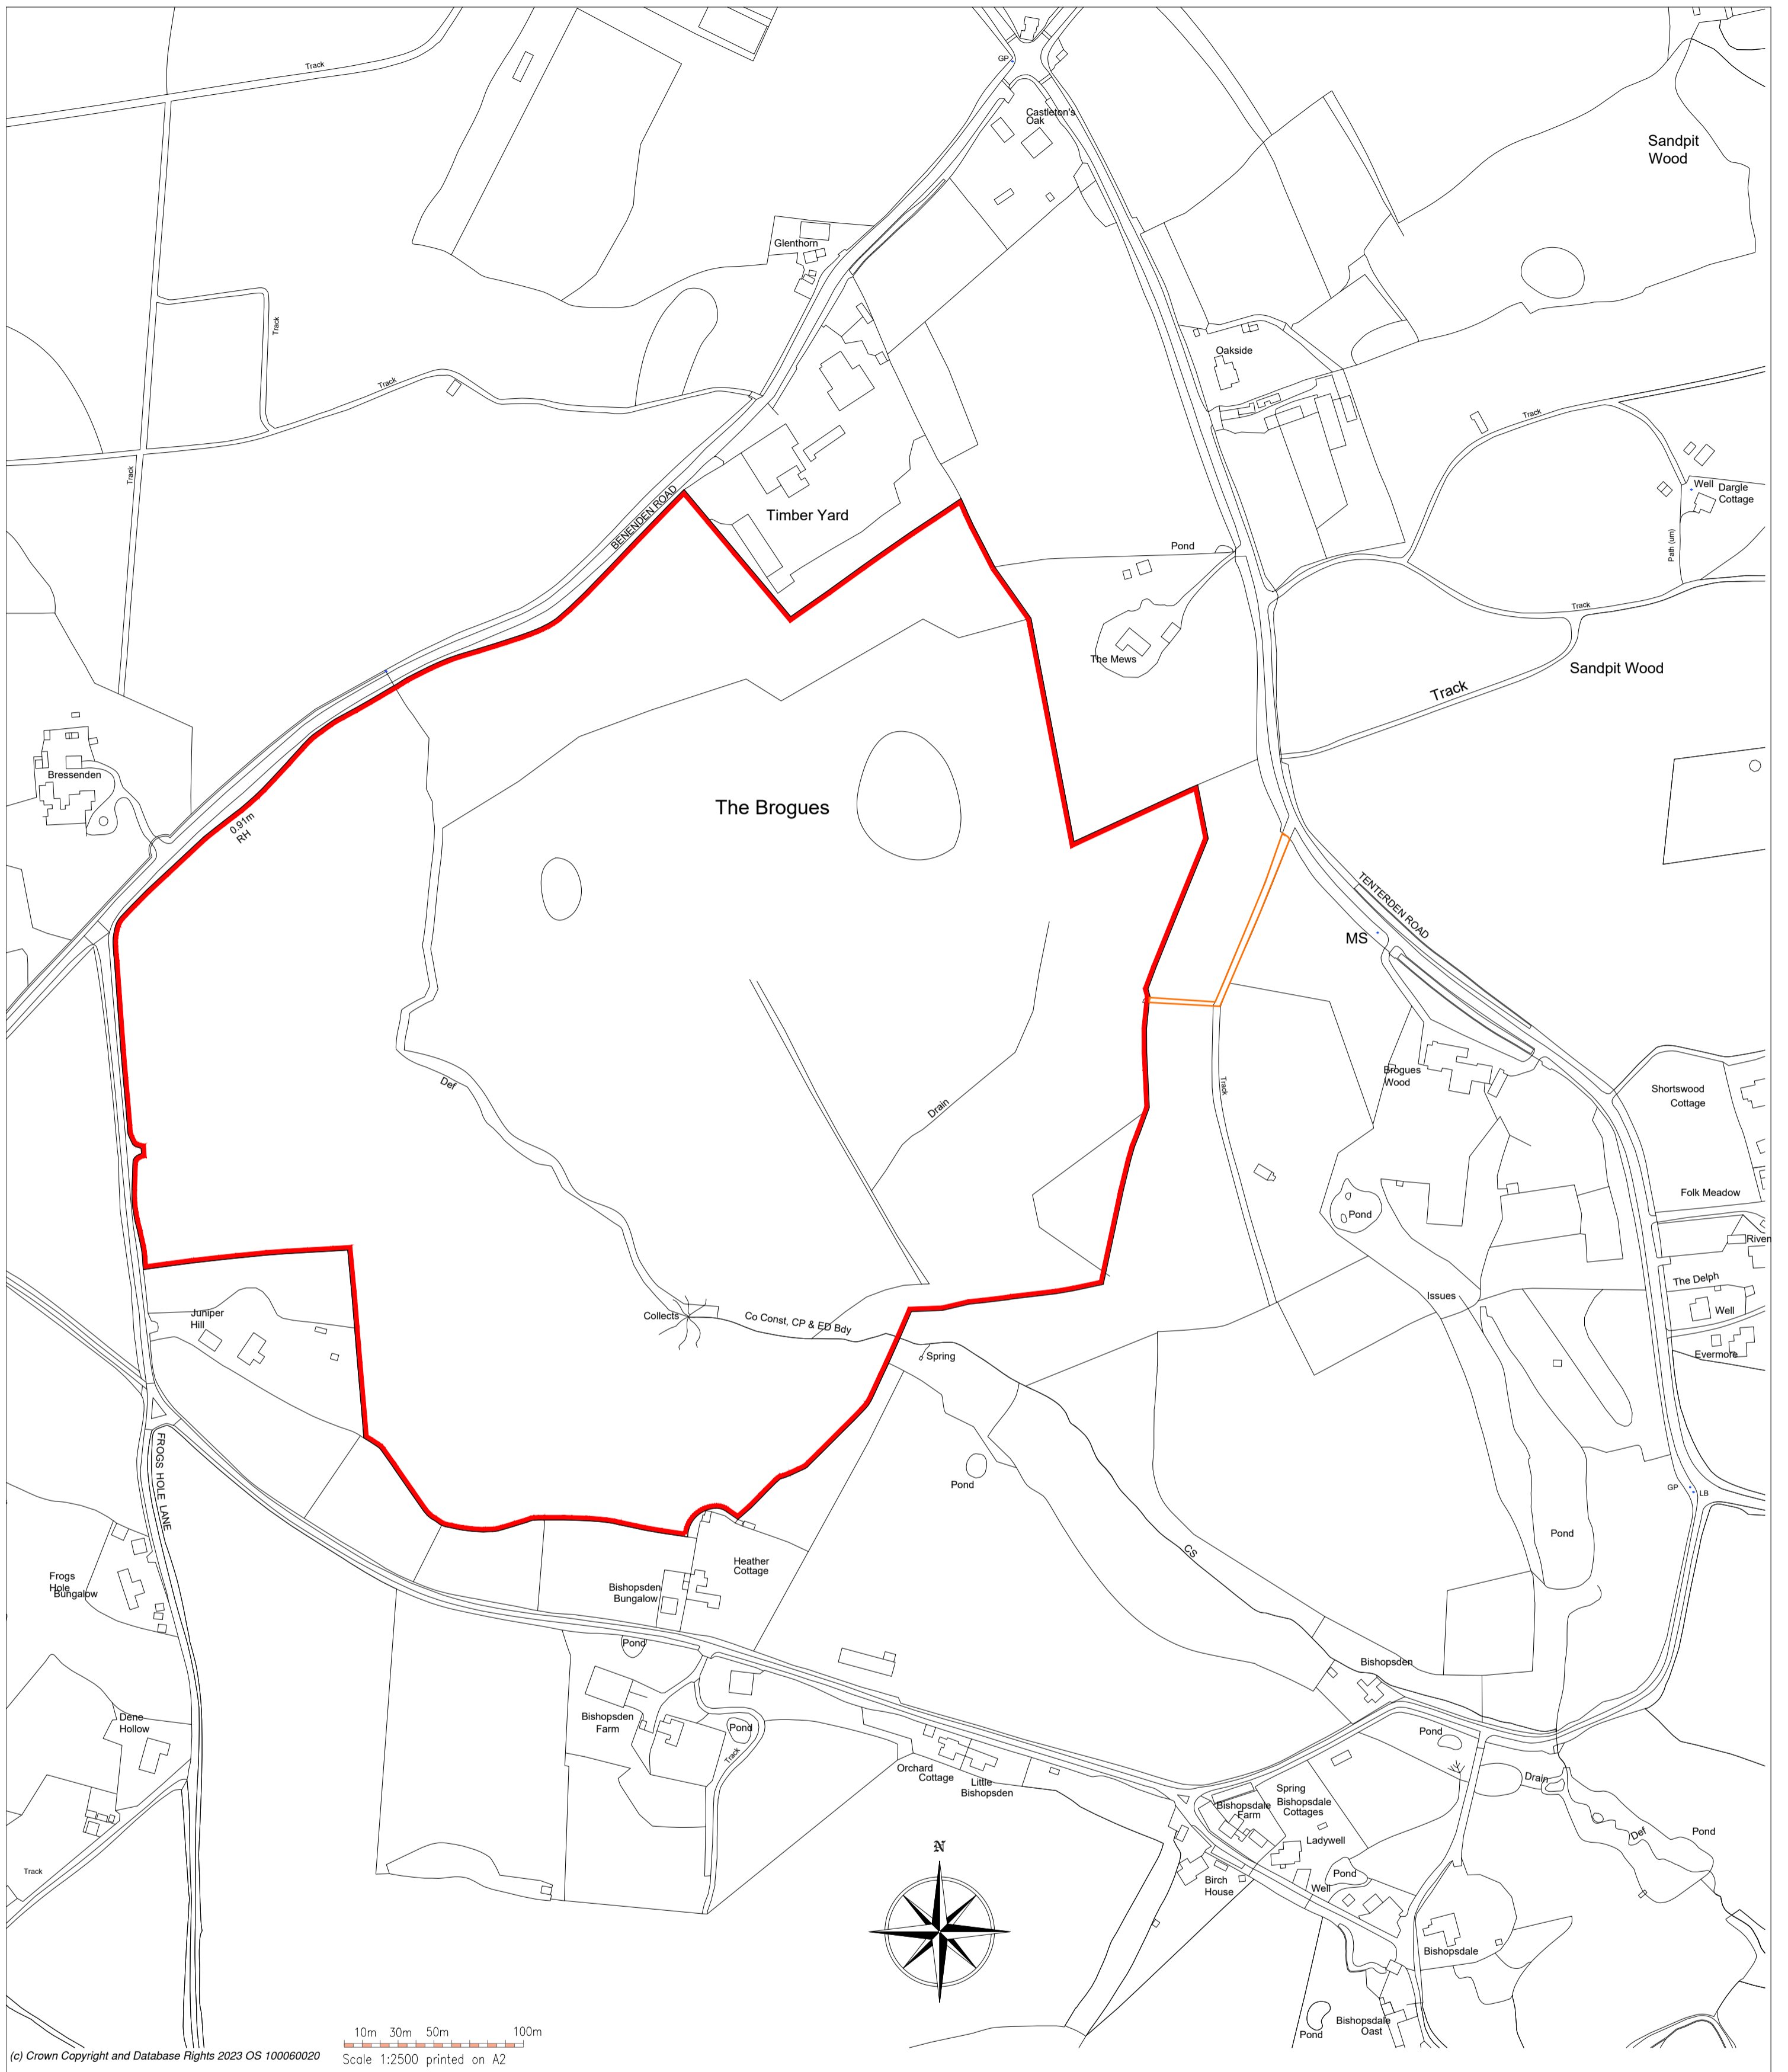 GP
Track
Castleton's
Oak
Sandpit
Wood
Glenthorn
Track
Oakside
Track
Track
Track
BENENDEN ROAD
Timber Yard
Well
Dargle
Cottage
Path (um)
Pond
Track
The Mews
Sandpit Wood
Track
Bressenden
The Brogues
0.91m
RH
TENTERDEN ROAD
MS
Def
Drain
Track
Brogues
Wood
Shortswood
Cottage
Folk Meadow
Pond
Riven
The Delph
Well
Issues
Evermore
Juniper
Hill
Collects
Co Const, CP & ED Bdy
Spring
FROGS HOLE LANE
Pond
GP
LB
Pond
CS
Heather
Cottage
Frogs
Hole
Bungalow
Bishopsden
Bungalow
Pond
Bishopsden
Dene
Hollow
Bishopsden
Farm
Pond
Track
Pond
Orchard
Cottage
Little
Bishopsden
Drain
Spring
Bishopsdale
Cottages
Bishopsdale
Farm
Ladywell
Def
Pond
Track
Birch
House
Pond
Well
N
Bishopsdale
Pond
Bishopsdale
Oast
10m 30m 50m 100m
Scale 1:2500 printed on A2
(c) Crown Copyright and Database Rights 2023 OS 100060020